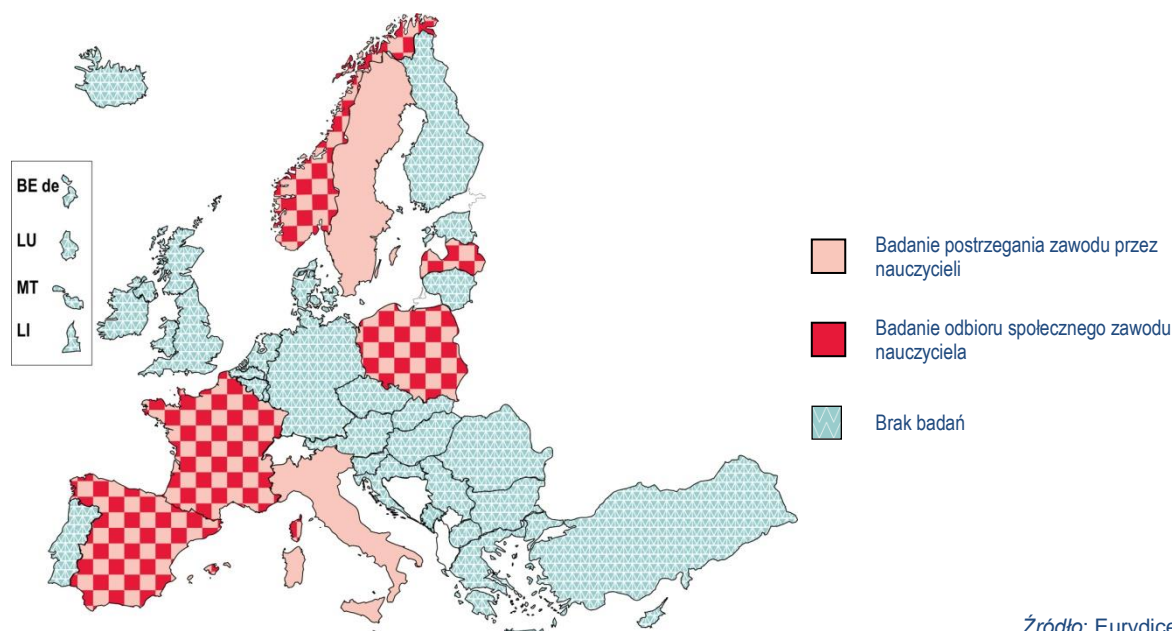 BE de
LU
MT
LI
Badanie postrzegania zawodu przez
nauczycieli
Badanie odbioru społecznego zawodu
nauczyciela
Brak badań
Źródło: Eurydice